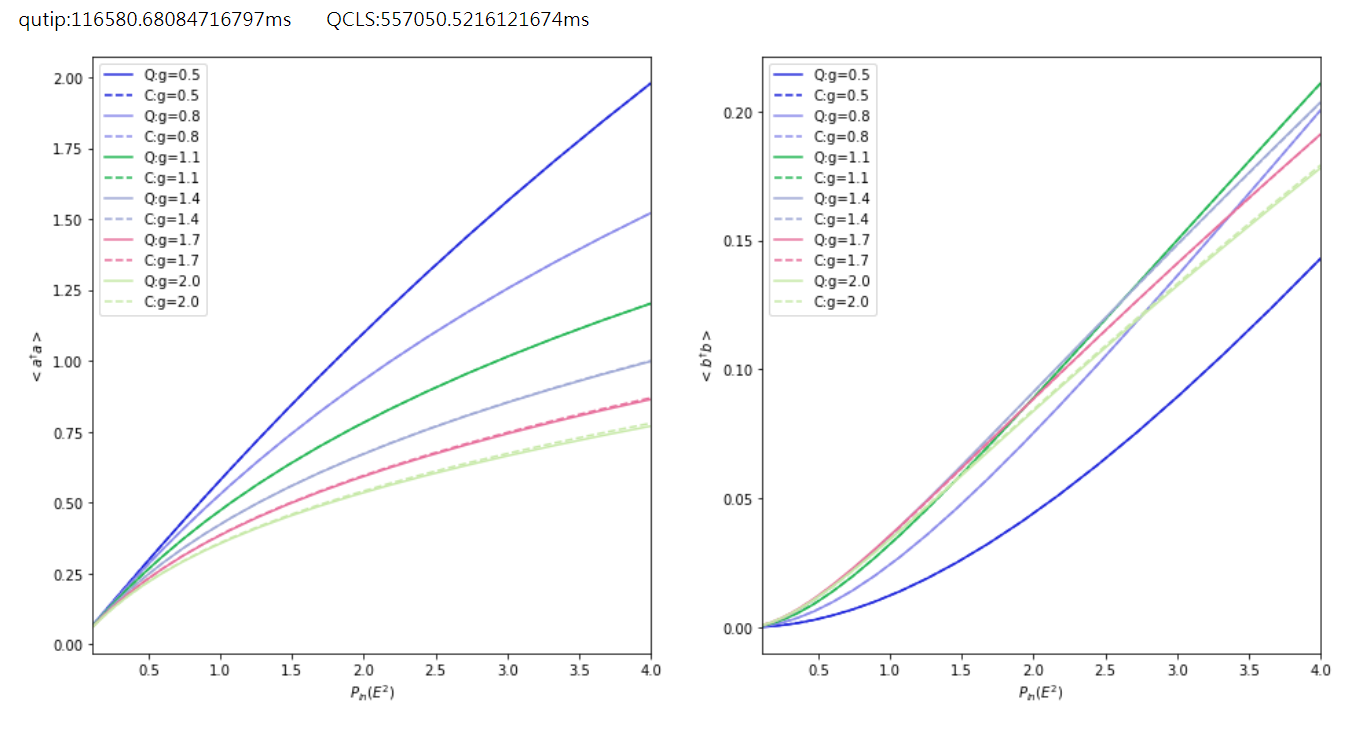 qutip:116580.68084716797ms QCLS:557050.5216121674ms
2.00
1.75
1.50
1.25
1.00
0.75
0.50
0.25
0.00
<a†a>
Q:g=0.5
C:g=0.5
Q:g=0.8
C:g=0.8
Q:g=1.1
C:g=1.1
Q:g=1.4
C:g=1.4
Q:g=1.7
C:g=1.7
Q:g=2.0
C:g=2.0
0.5 1.0 1.5 2.0 2.5 3.0 3.5 4.0
P_in(E²)
0.20
0.15
0.10
0.05
0.00
<b†b>
Q:g=0.5
C:g=0.5
Q:g=0.8
C:g=0.8
Q:g=1.1
C:g=1.1
Q:g=1.4
C:g=1.4
Q:g=1.7
C:g=1.7
Q:g=2.0
C:g=2.0
0.5 1.0 1.5 2.0 2.5 3.0 3.5 4.0
P_in(E²)